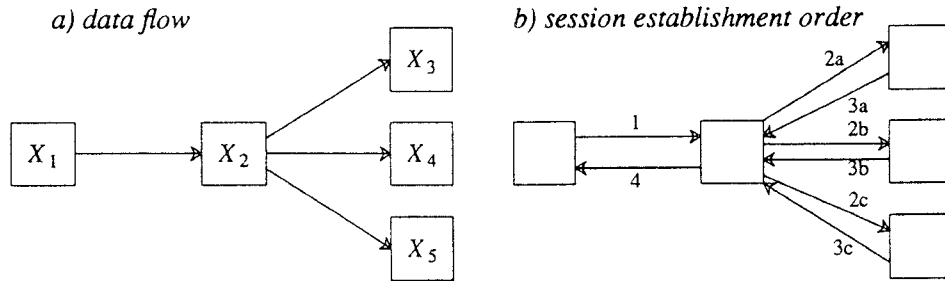 a) data flow
b) session establishment order
X1
X2
X3
X4
X5
1
4
2a
3a
2b
3b
2c
3c